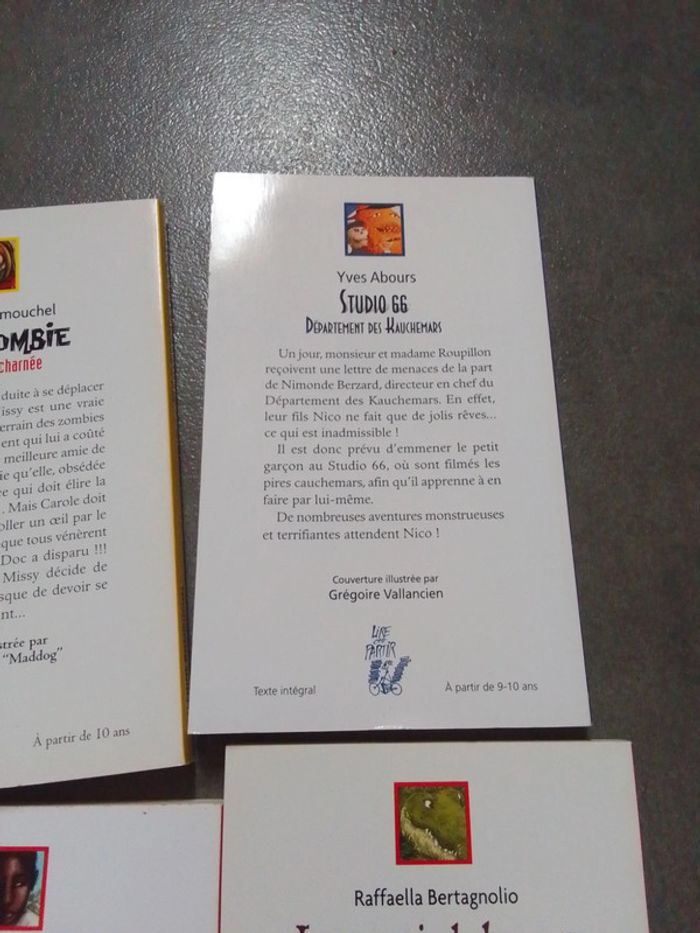 Yves Abours
STUDIO 66
DÉPARTEMENT DES KAUCHEMARS
Un jour, monsieur et madame Roupillon
reçoivent une lettre de menaces de la part
de Nimonde Berzard, directeur en chef du
Département des Kauchemars. En effet,
leur fils Nico ne fait que de jolis rêves...
ce qui est inadmissible !
Il est donc prévu d'emmener le petit
garçon au Studio 66, où sont filmés les
pires cauchemars, afin qu'il apprenne à en
faire par lui-même.
De nombreuses aventures monstrueuses
et terrifiantes attendent Nico !
Couverture illustrée par
Grégoire Vallancien
LIRE
PARTIR
Texte intégral
À partir de 9-10 ans
mouchel
OMBIE
charnée
duite à se déplacer
issy est une vraie
errain des zombies
ent qui lui a coûté
meilleure amie de
ie qu'elle, obsédée
e qui doit élire la
. Mais Carole doit
oller un œil par le
que tous vénèrent
Doc a disparu !!!
Missy décide de
sque de devoir se
nt...
strée par
"Maddog"
À partir de 10 ans
Raffaella Bertagnolio